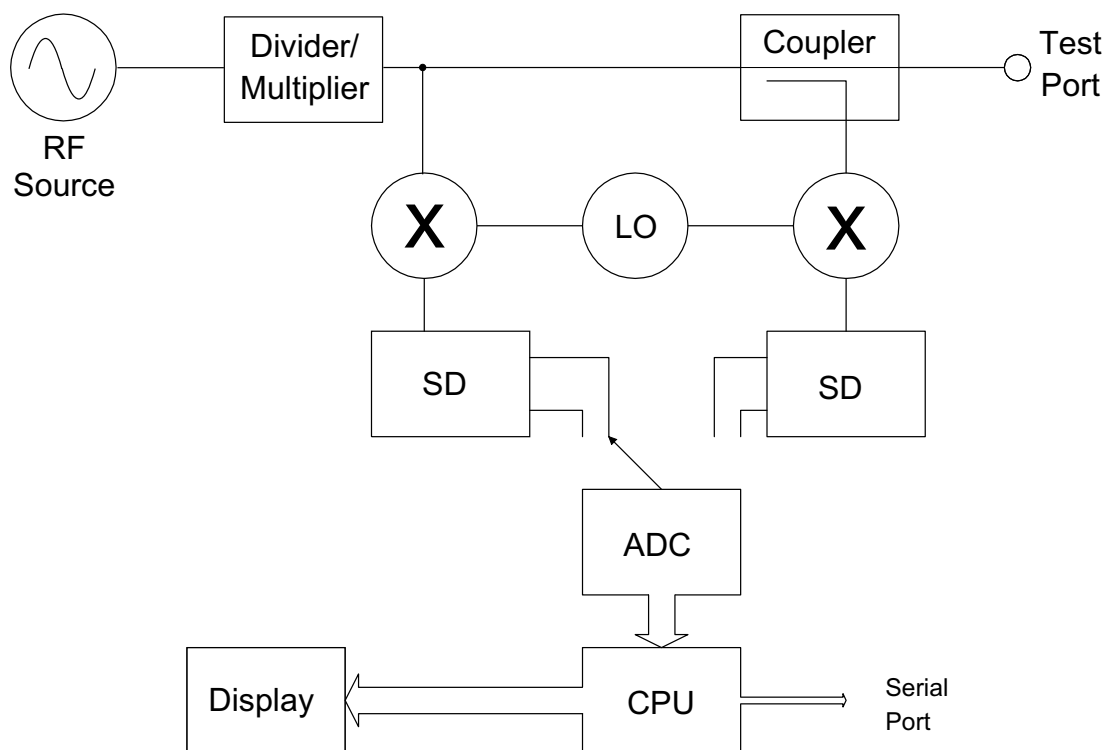 Divider/
Multiplier
Coupler
Test
Port
RF
Source
X
LO
X
SD
SD
ADC
Display
CPU
Serial
Port